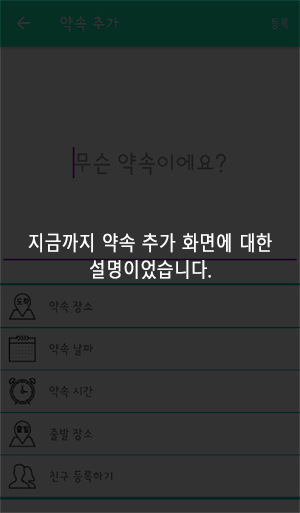 약속 추가 등록
무슨 약속이에요?
지금까지 약속 추가 화면에 대한
설명이었습니다.
도착
약속 장소
약속 날짜
약속 시간
출발
출발 장소
친구 등록하기